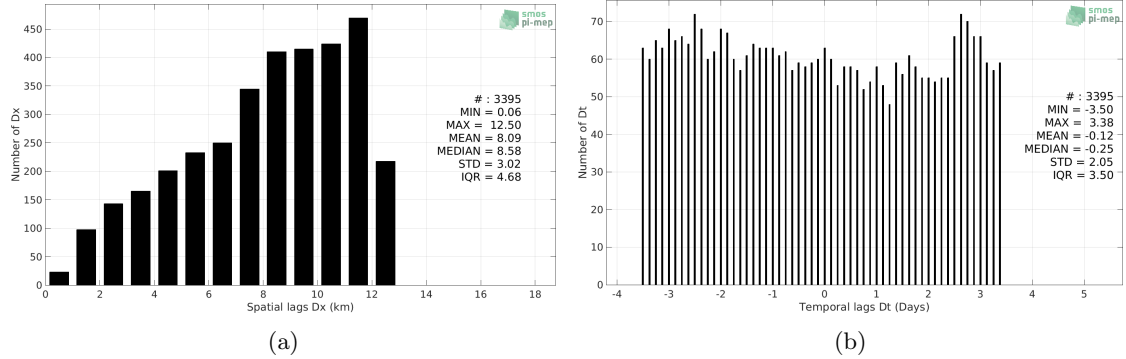 smos
pi-mep
450
400
350
300
250
200
150
100
50
0
Number of Dx
# : 3395
MIN = 0.06
MAX = 12.50
MEAN = 8.09
MEDIAN = 8.58
STD = 3.02
IQR = 4.68
0 2 4 6 8 10 12 14 16 18
Spatial lags Dx (km)
(a)
smos
pi-mep
70
60
50
40
30
20
10
0
Number of Dt
# : 3395
MIN = -3.50
MAX = 3.38
MEAN = -0.12
MEDIAN = -0.25
STD = 2.05
IQR = 3.50
-4 -3 -2 -1 0 1 2 3 4 5
Temporal lags Dt (Days)
(b)